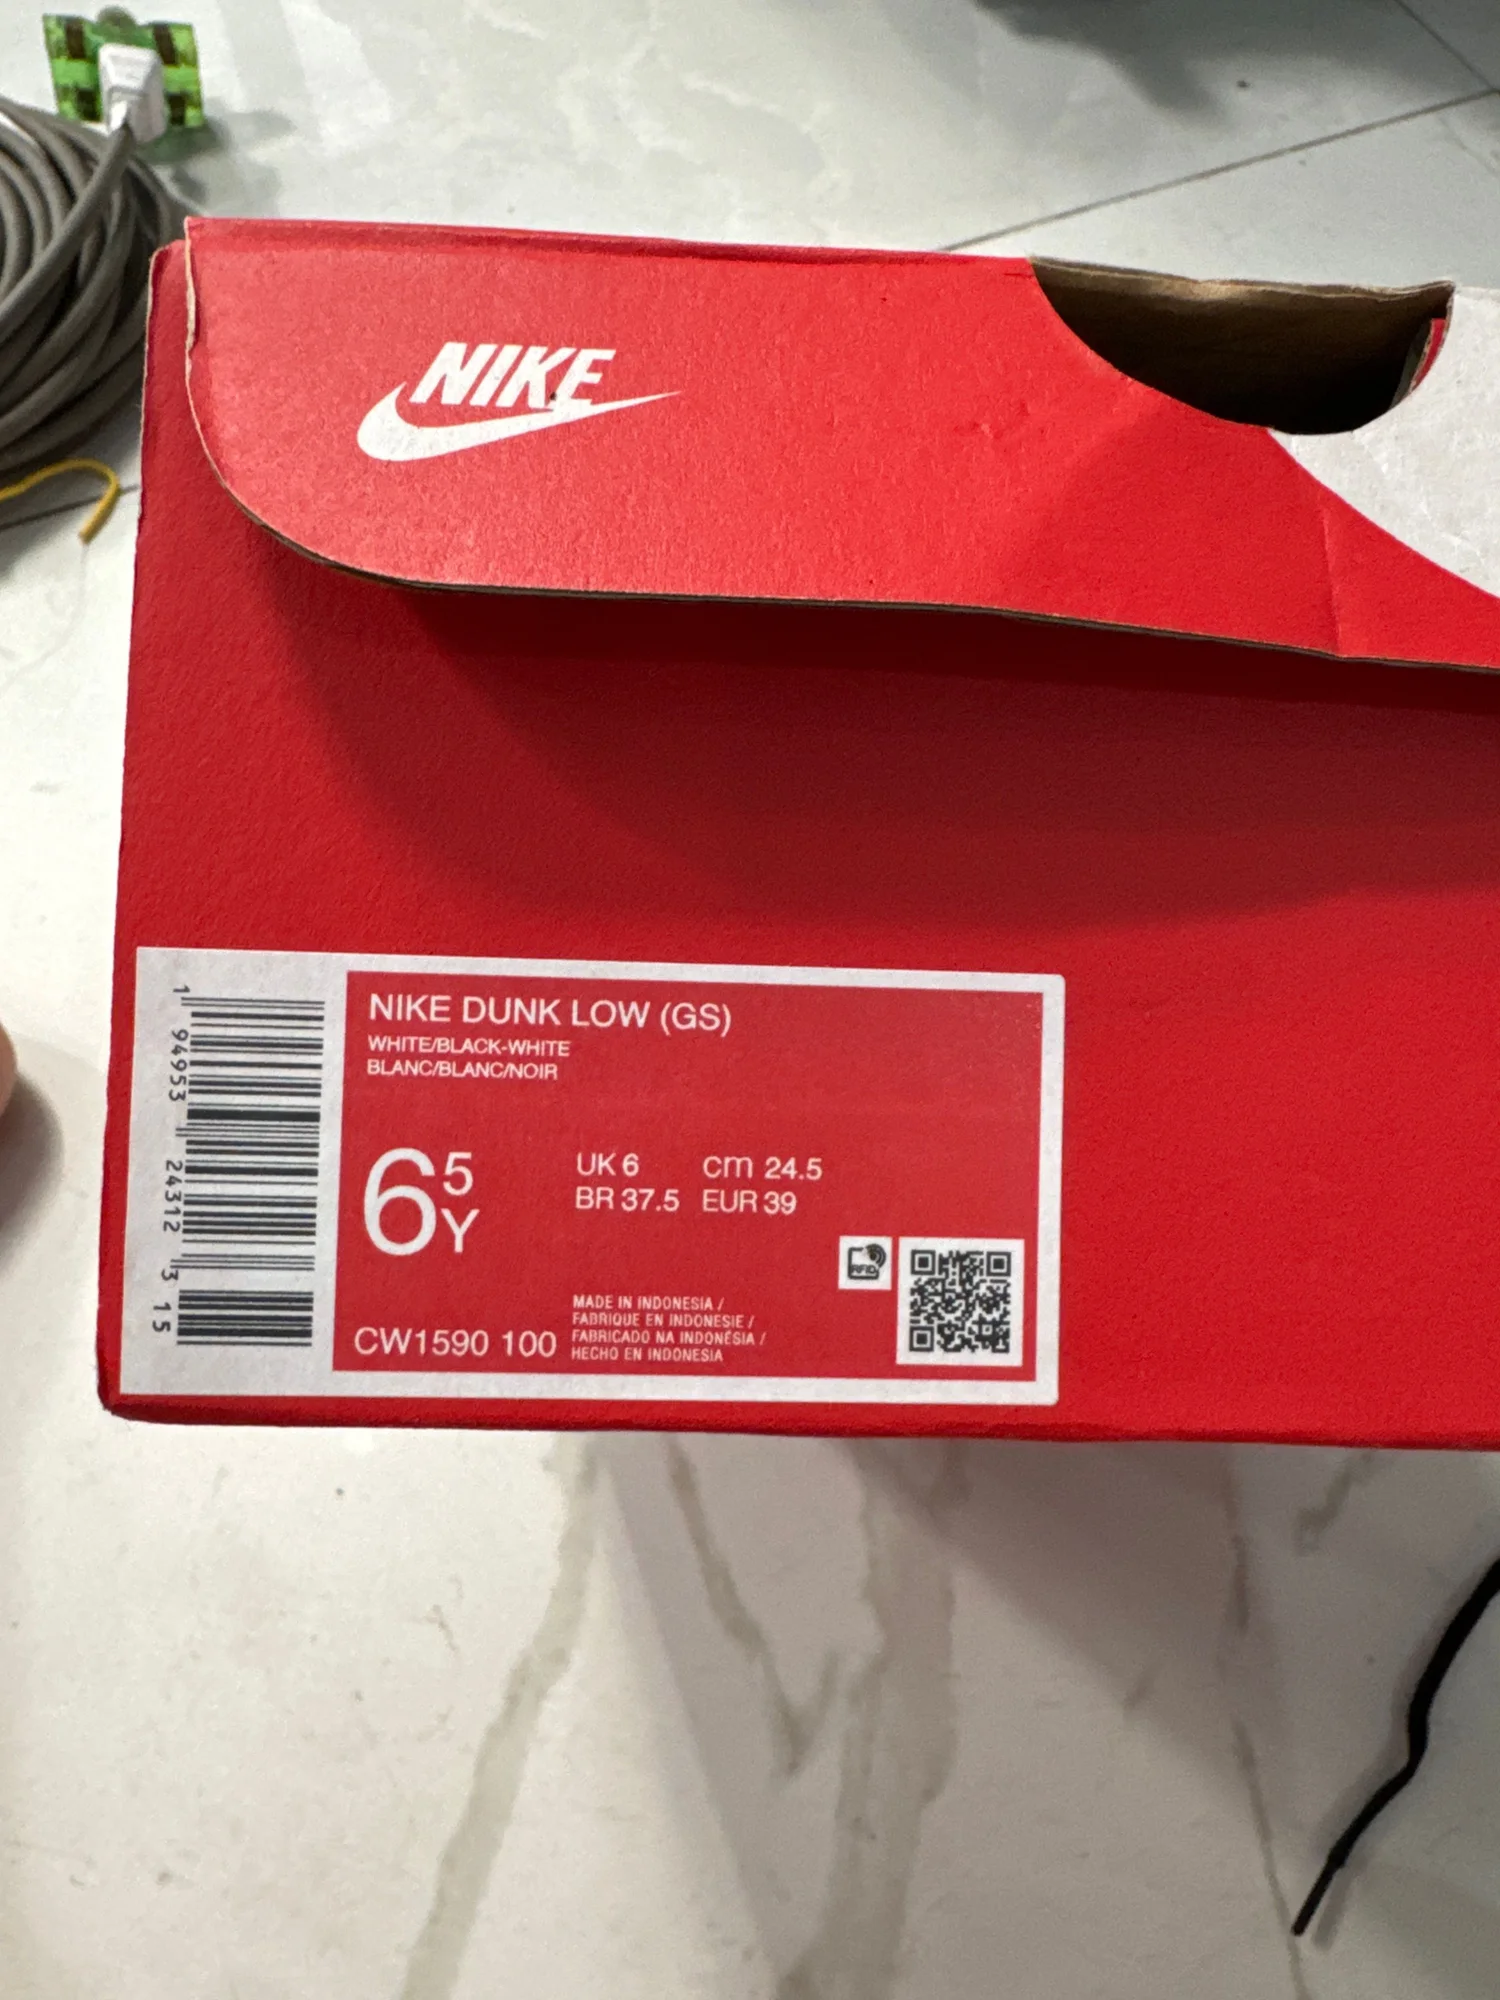 NIKE
NIKE DUNK LOW (GS)
WHITE/BLACK-WHITE
BLANC/BLANC/NOIR
6 5 Y
UK 6 cm 24.5
BR 37.5 EUR 39
RFID
MADE IN INDONESIA /
FABRIQUE EN INDONESIE /
FABRICADO NA INDONÉSIA /
HECHO EN INDONESIA
CW1590 100
1 94953 24312 3 15